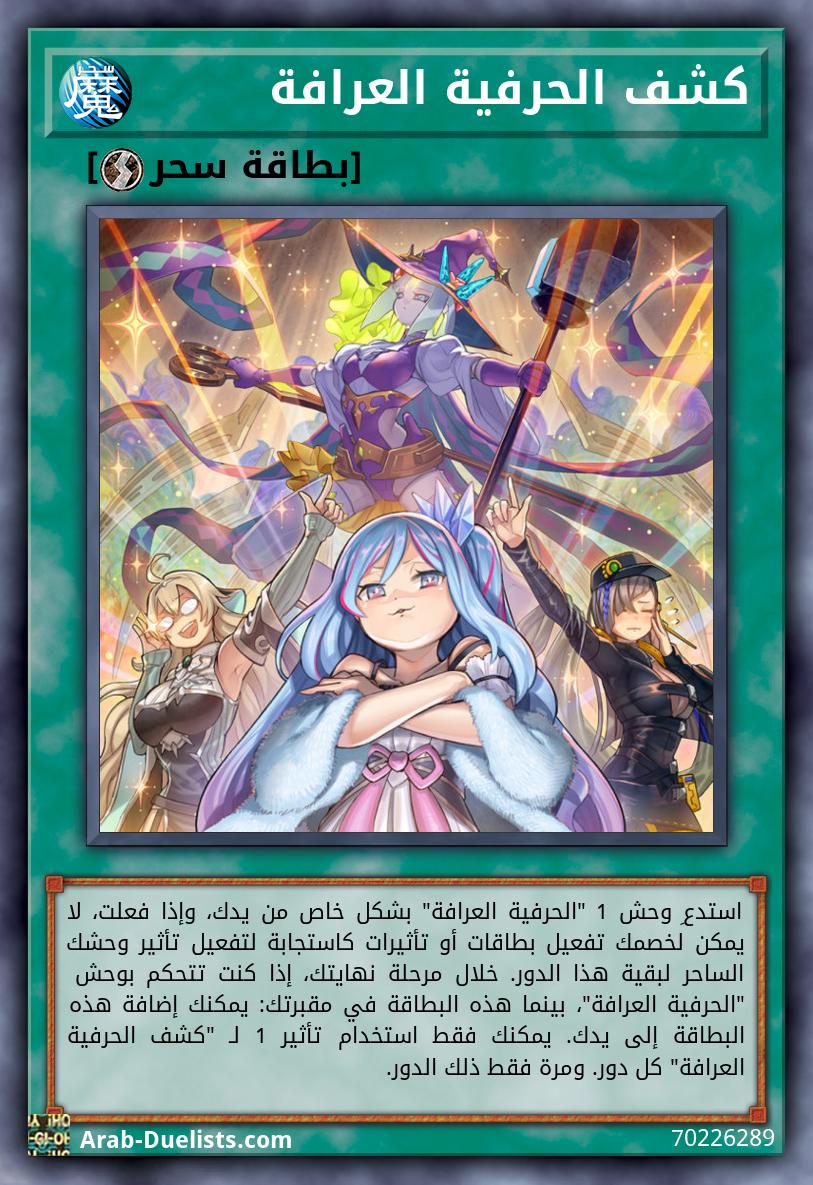 كشف الحرفية العرافة
魔
[بطاقة سحر]
استدعِ وحش 1 "الحرفية العرافة" بشكل خاص من يدك، وإذا فعلت، لا
يمكن لخصمك تفعيل بطاقات أو تأثيرات كاستجابة لتفعيل تأثير وحشك
الساحر لبقية هذا الدور. خلال مرحلة نهايتك، إذا كنت تتحكم بوحش
"الحرفية العرافة"، بينما هذه البطاقة في مقبرتك: يمكنك إضافة هذه
البطاقة إلى يدك. يمكنك فقط استخدام تأثير 1 لـ "كشف الحرفية
العرافة" كل دور. ومرة فقط ذلك الدور.
Arab-Duelists.com
70226289